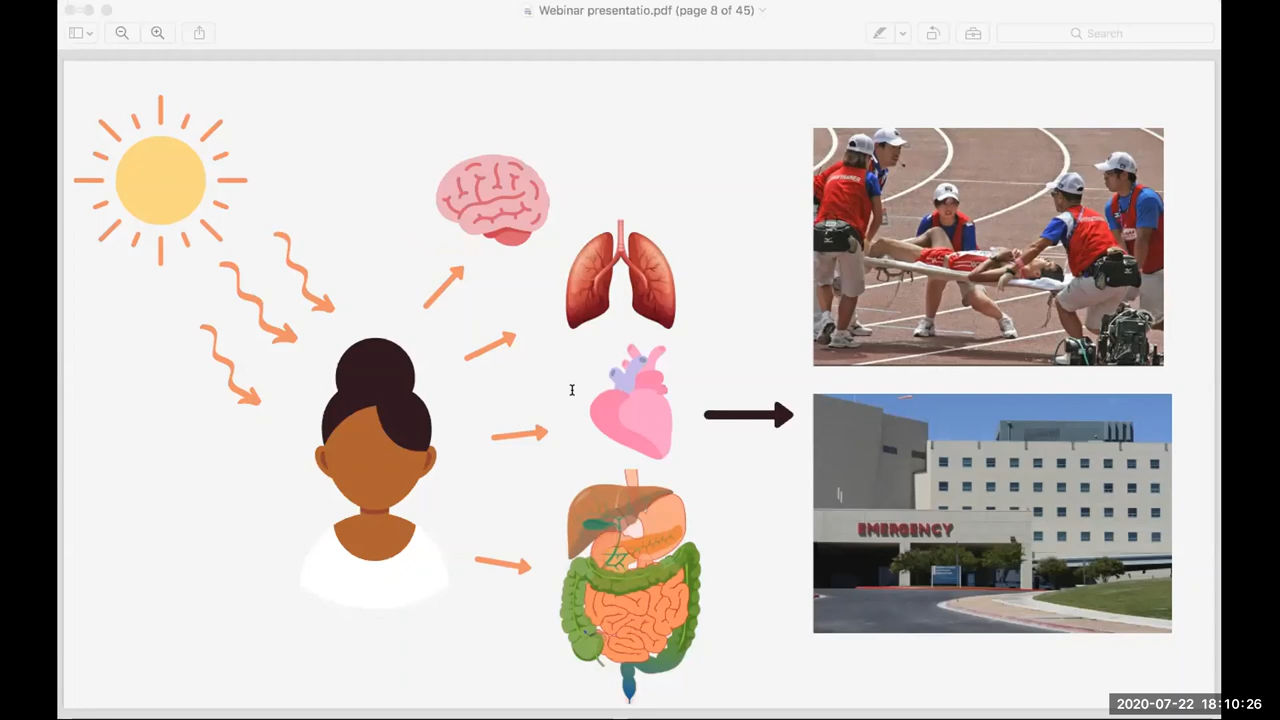 Webinar presentatio.pdf (page 8 of 45)
Search
EMERGENCY
2020-07-22 18:10:26